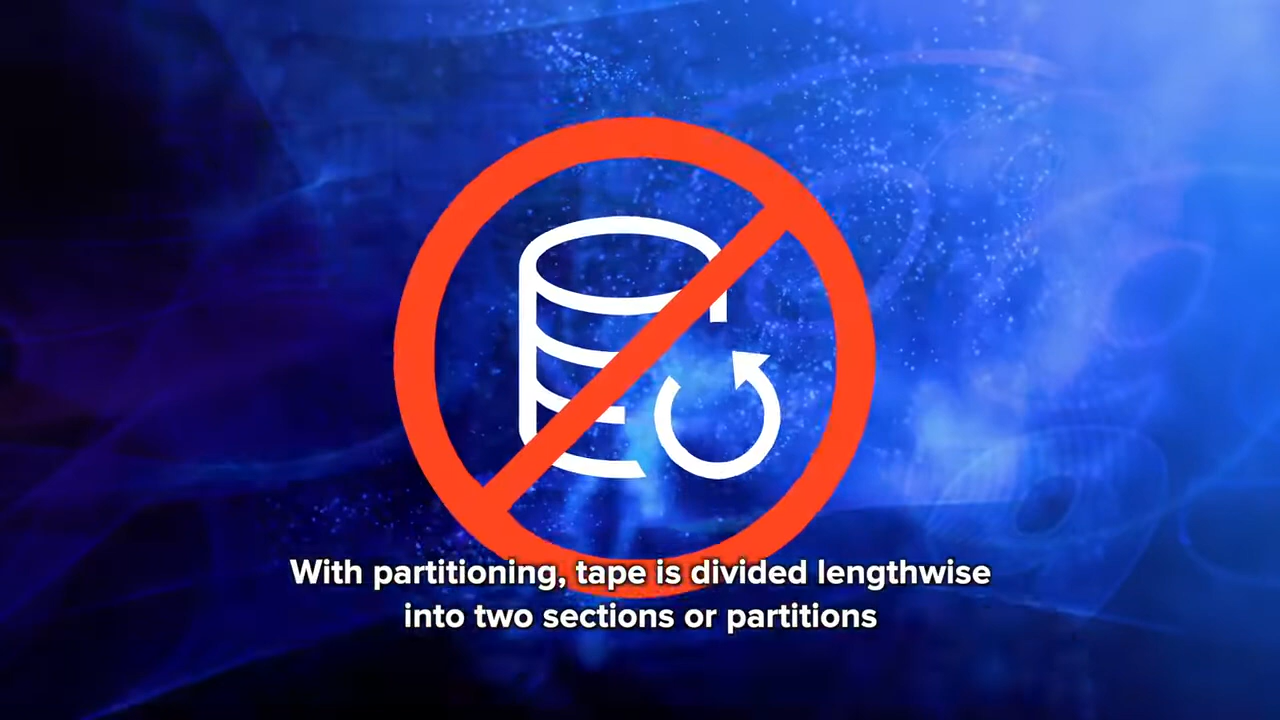 With partitioning, tape is divided lengthwise
into two sections or partitions